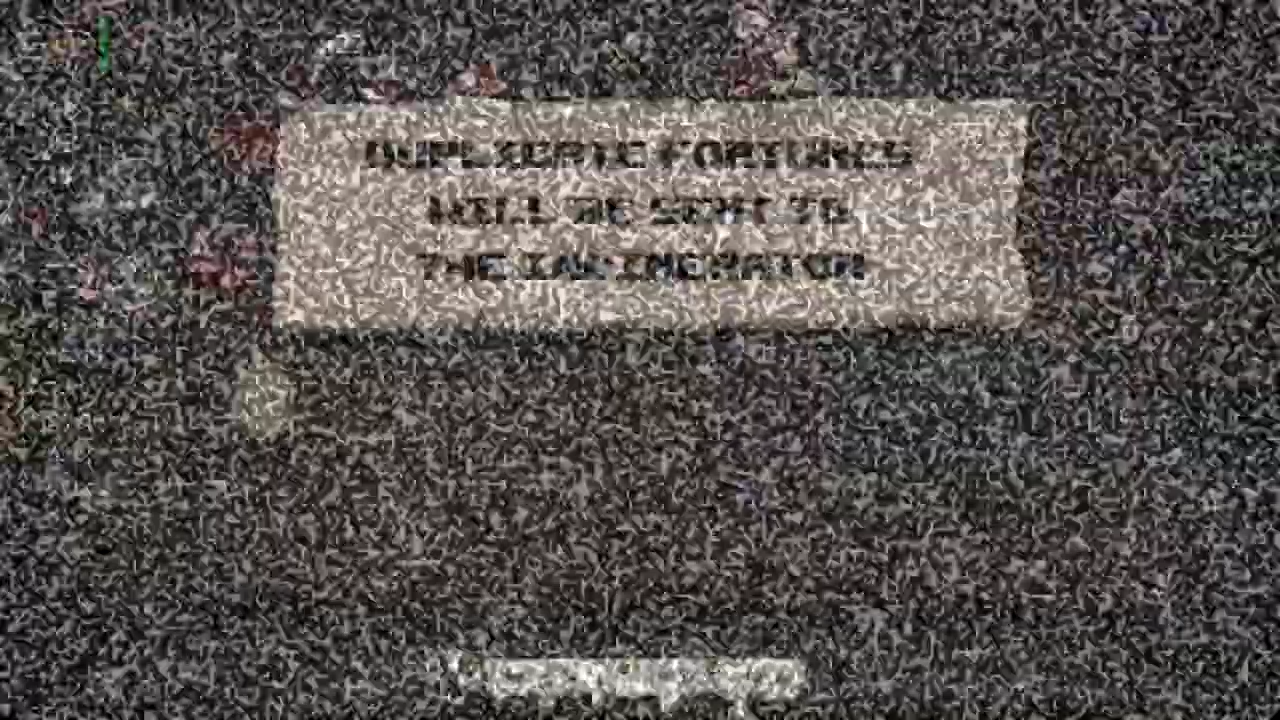 DUPLICATE FORTUNES
WILL BE SENT TO
THE INCINERATOR